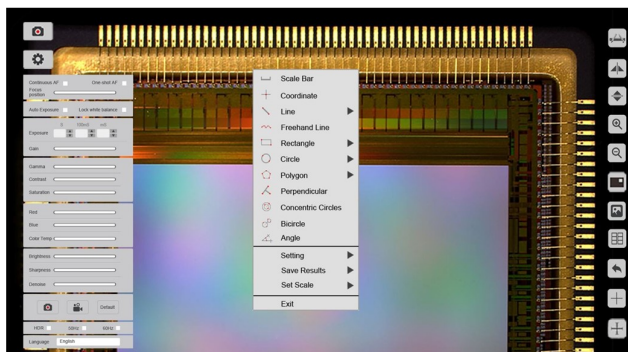 Continuous AF
One-shot AF
Focus position
Auto Exposure
Lock white balance
Exposure
Gain
Gamma
Contrast
Saturation
Red
Blue
Color Temp
Brightness
Sharpness
Denoise
Default
HDR
50Hz
60Hz
Language
English
Scale Bar
Coordinate
Line
Freehand Line
Rectangle
Circle
Polygon
Perpendicular
Concentric Circles
Bicircle
Angle
Setting
Save Results
Set Scale
Exit